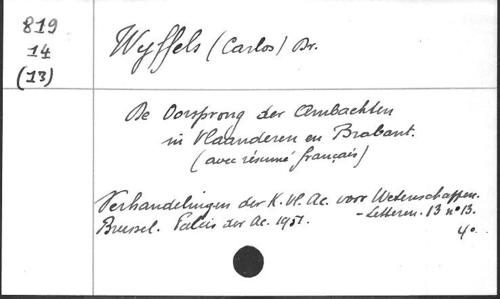 819
14
(13)
Wyffels (Carlos) Br.
De Oorsprong der Ambachten
in Vlaanderen en Brabant.
(avec résumé français)
Verhandelingen der K. Vl. Ac. voor Wetenschappen.
- Letteren. 13 n° 13.
Brussel. Paleis der Ac. 1951.
4°